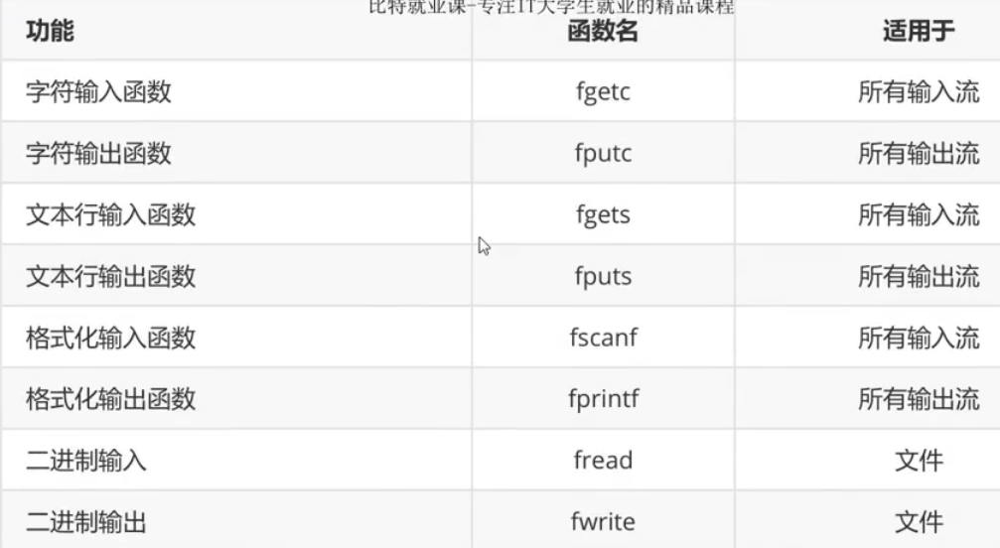 比特就业课-专注IT大学生就业的精品课程
功能 函数名 适用于
字符输入函数 fgetc 所有输入流
字符输出函数 fputc 所有输出流
文本行输入函数 fgets 所有输入流
文本行输出函数 fputs 所有输出流
格式化输入函数 fscanf 所有输入流
格式化输出函数 fprintf 所有输出流
二进制输入 fread 文件
二进制输出 fwrite 文件